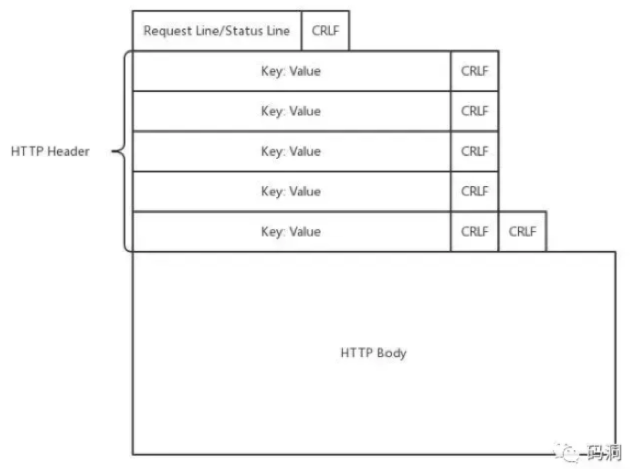 Request Line/Status Line CRLF
Key: Value CRLF
Key: Value CRLF
HTTP Header Key: Value CRLF
Key: Value CRLF
Key: Value CRLF CRLF
HTTP Body
码洞